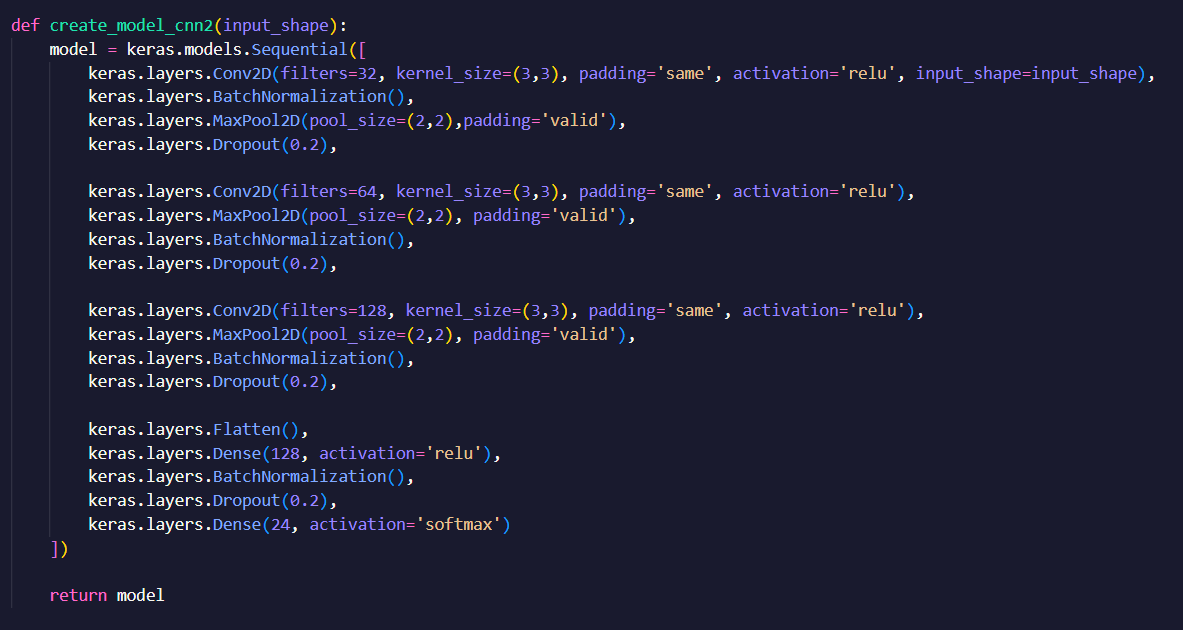 def create_model_cnn2(input_shape):
    model = keras.models.Sequential([
        keras.layers.Conv2D(filters=32, kernel_size=(3,3), padding='same', activation='relu', input_shape=input_shape),
        keras.layers.BatchNormalization(),
        keras.layers.MaxPool2D(pool_size=(2,2),padding='valid'),
        keras.layers.Dropout(0.2),

        keras.layers.Conv2D(filters=64, kernel_size=(3,3), padding='same', activation='relu'),
        keras.layers.MaxPool2D(pool_size=(2,2), padding='valid'),
        keras.layers.BatchNormalization(),
        keras.layers.Dropout(0.2),

        keras.layers.Conv2D(filters=128, kernel_size=(3,3), padding='same', activation='relu'),
        keras.layers.MaxPool2D(pool_size=(2,2), padding='valid'),
        keras.layers.BatchNormalization(),
        keras.layers.Dropout(0.2),

        keras.layers.Flatten(),
        keras.layers.Dense(128, activation='relu'),
        keras.layers.BatchNormalization(),
        keras.layers.Dropout(0.2),
        keras.layers.Dense(24, activation='softmax')
    ])

    return model